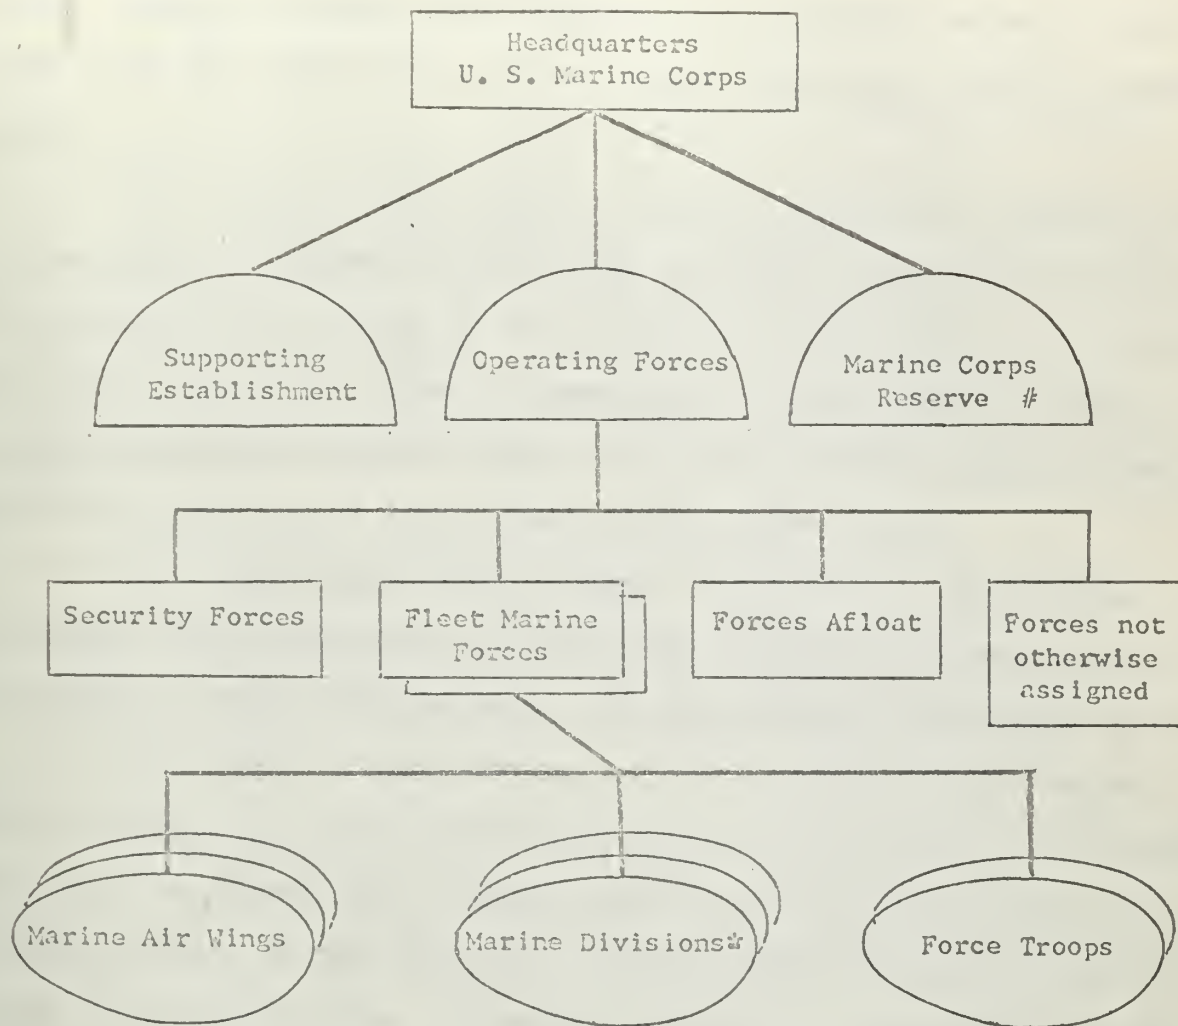 Headquarters
U. S. Marine Corps
Supporting
Establishment
Operating Forces
Marine Corps
Reserve #
Security Forces
Fleet Marine
Forces
Forces Afloat
Forces not
otherwise
assigned
Marine Air Wings
Marine Divisions*
Force Troops